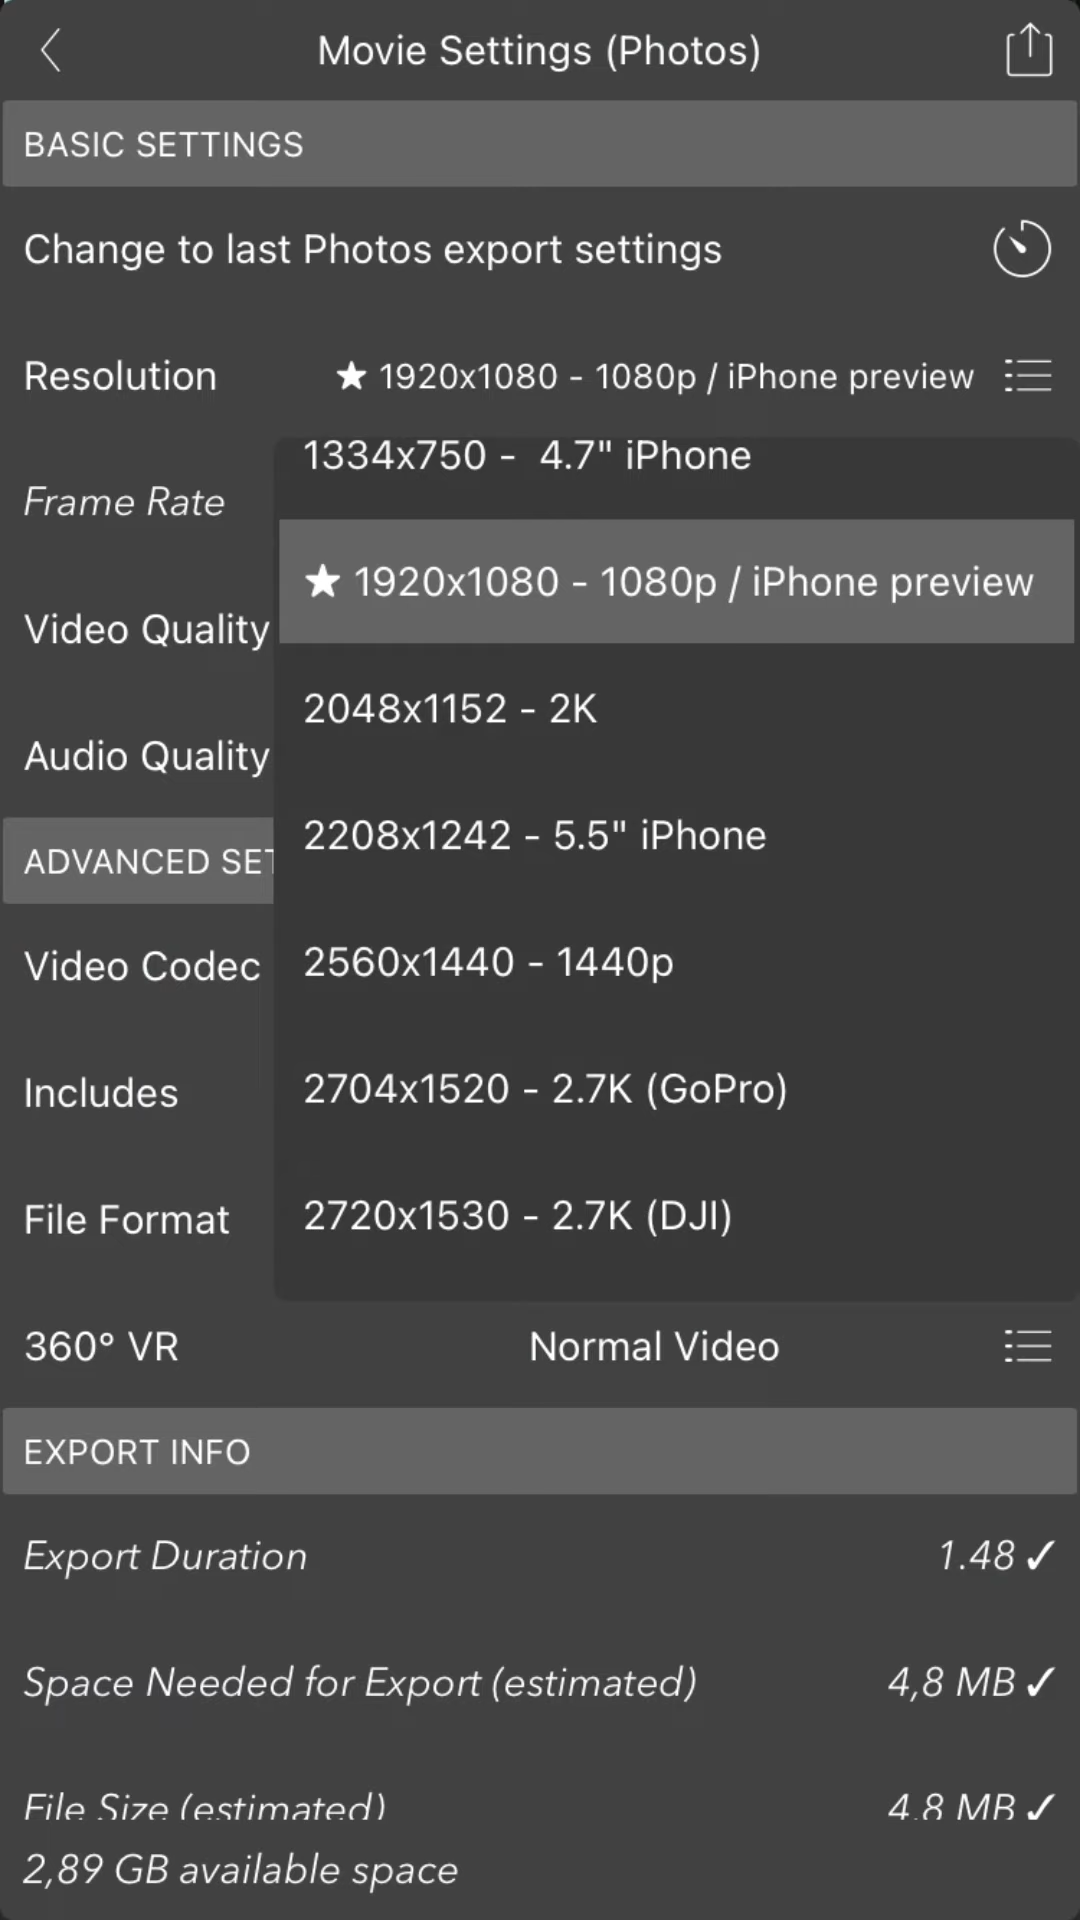 Movie Settings (Photos)
BASIC SETTINGS
Change to last Photos export settings
Resolution ★ 1920x1080 - 1080p / iPhone preview
1334x750 - 4.7" iPhone
Frame Rate
★ 1920x1080 - 1080p / iPhone preview
Video Quality
2048x1152 - 2K
Audio Quality
2208x1242 - 5.5" iPhone
ADVANCED SET
Video Codec
2560x1440 - 1440p
Includes
2704x1520 - 2.7K (GoPro)
File Format
2720x1530 - 2.7K (DJI)
360° VR Normal Video
EXPORT INFO
Export Duration 1.48 ✓
Space Needed for Export (estimated) 4,8 MB ✓
File Size (estimated) 4.8 MB ✓
2,89 GB available space